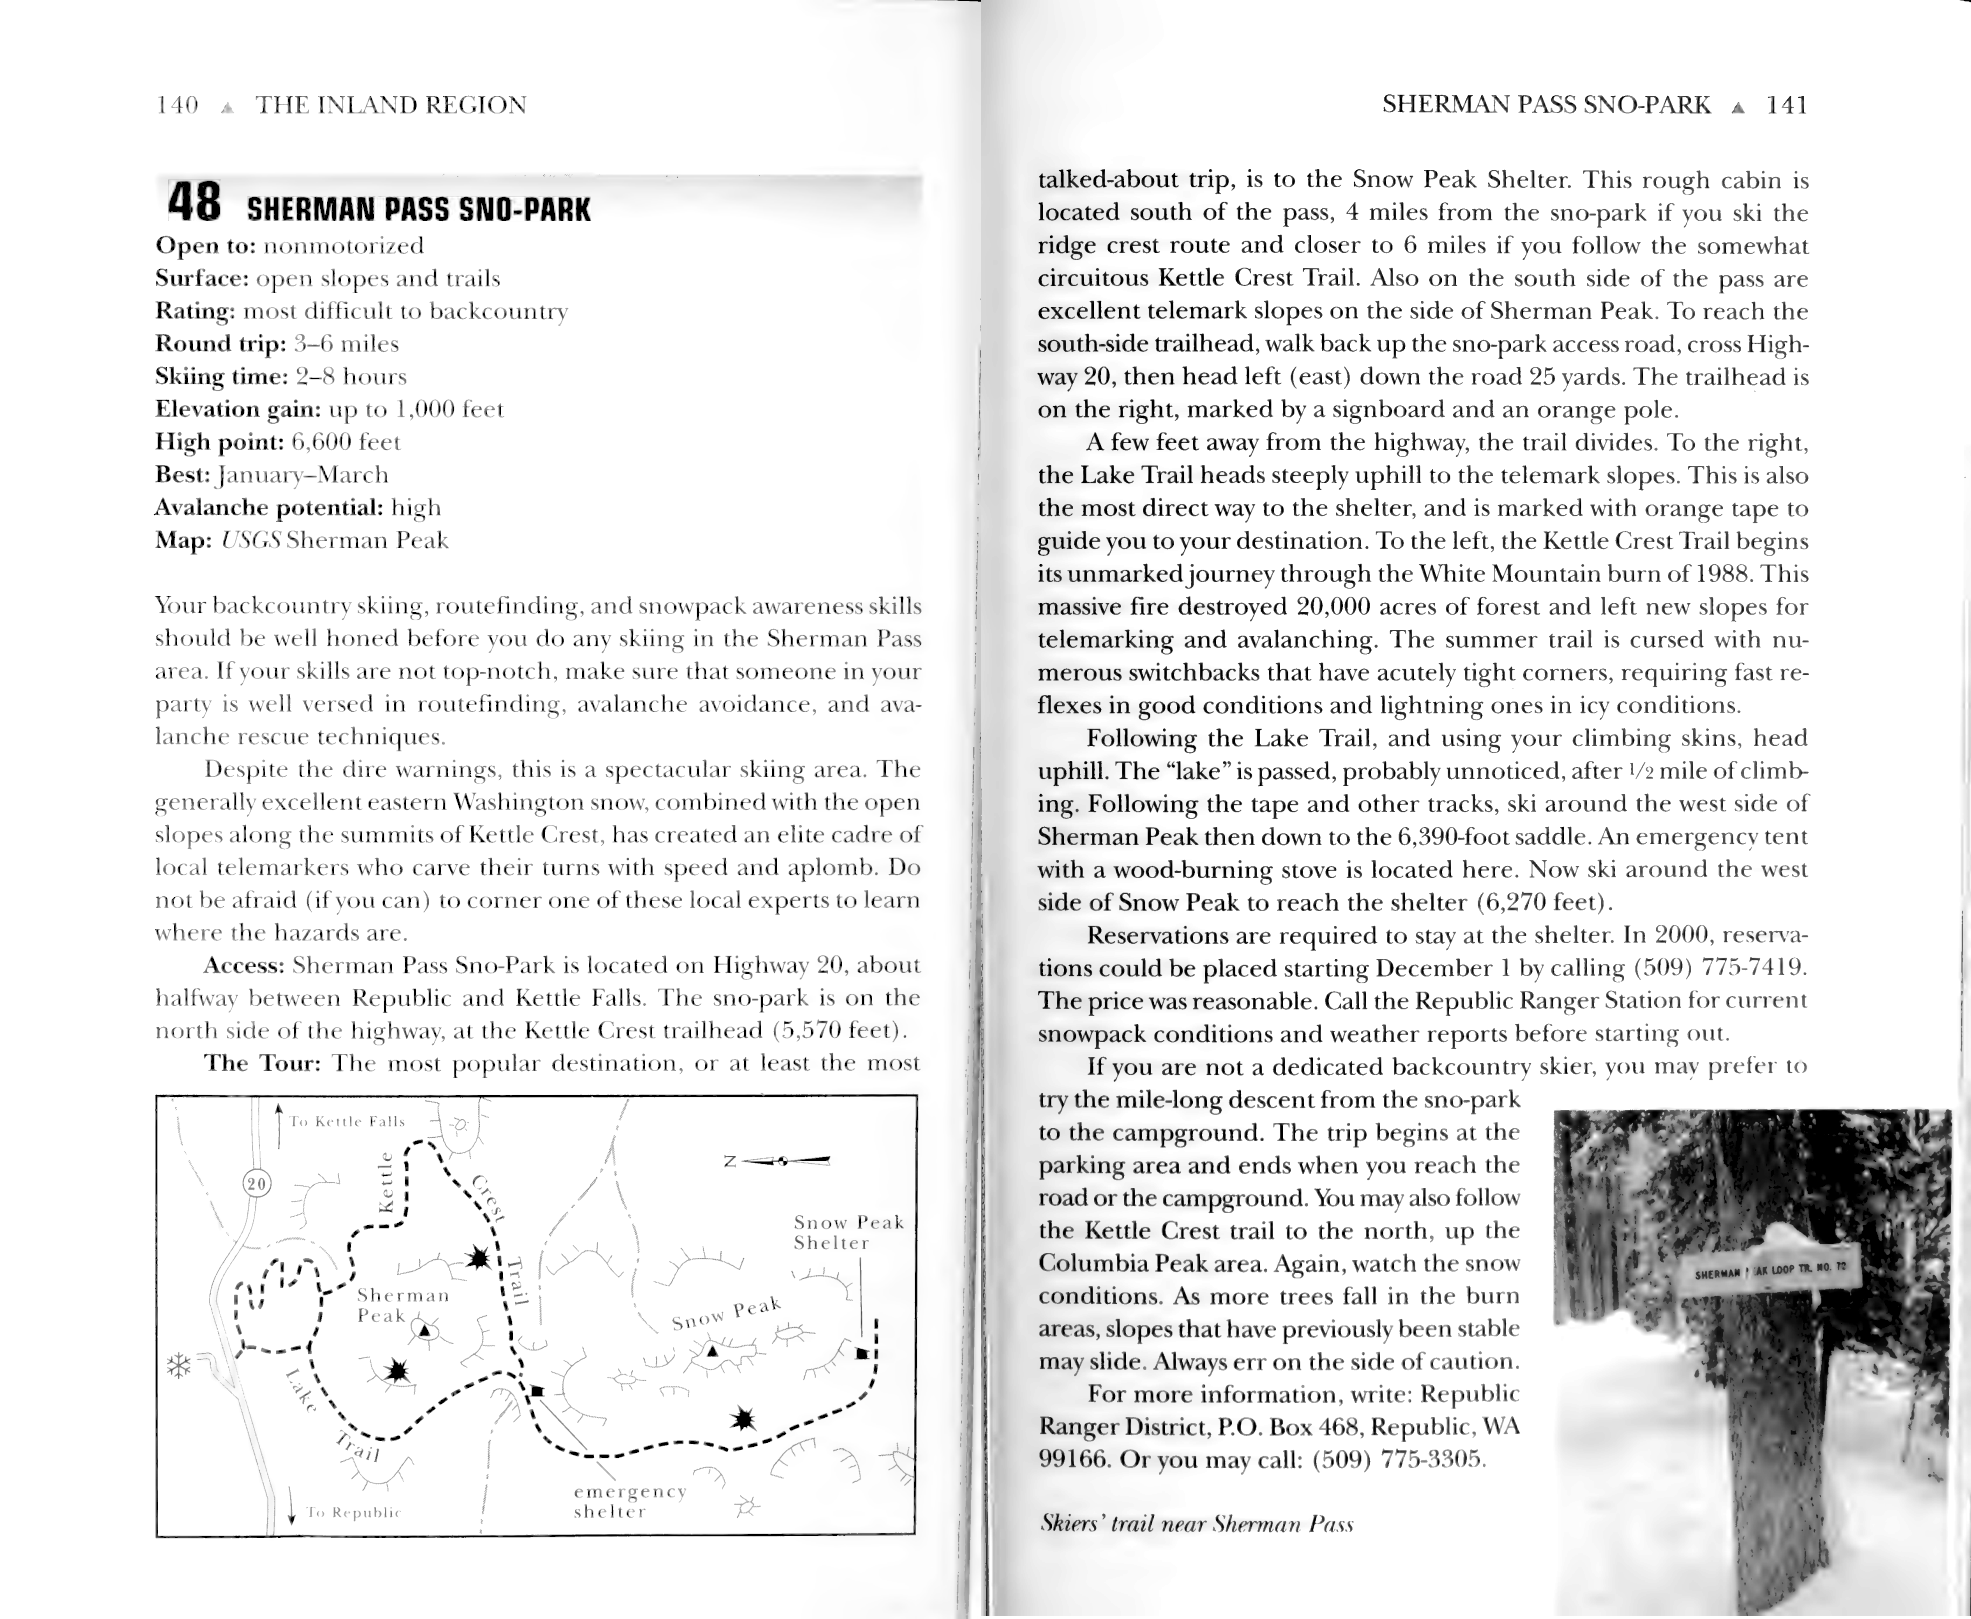 140 ▲ THE INLAND REGION
48 SHERMAN PASS SNO-PARK
Open to: nonmotorized
Surface: open slopes and trails
Rating: most difficult to backcountry
Round trip: 3–6 miles
Skiing time: 2–8 hours
Elevation gain: up to 1,000 feet
High point: 6,600 feet
Best: January–March
Avalanche potential: high
Map: USGS Sherman Peak
Your backcountry skiing, routefinding, and snowpack awareness skills
should be well honed before you do any skiing in the Sherman Pass
area. If your skills are not top-notch, make sure that someone in your
party is well versed in routefinding, avalanche avoidance, and ava-
lanche rescue techniques.
Despite the dire warnings, this is a spectacular skiing area. The
generally excellent eastern Washington snow, combined with the open
slopes along the summits of Kettle Crest, has created an elite cadre of
local telemarkers who carve their turns with speed and aplomb. Do
not be afraid (if you can) to corner one of these local experts to learn
where the hazards are.
Access: Sherman Pass Sno-Park is located on Highway 20, about
halfway between Republic and Kettle Falls. The sno-park is on the
north side of the highway, at the Kettle Crest trailhead (5,570 feet).
The Tour: The most popular destination, or at least the most
To Kettle Falls
20
Kettle
Crest
Trail
Z
Snow Peak
Shelter
Sherman
Peak
Snow Peak
Lake
Trail
emergency
shelter
To Republic
SHERMAN PASS SNO-PARK ▲ 141
talked-about trip, is to the Snow Peak Shelter. This rough cabin is
located south of the pass, 4 miles from the sno-park if you ski the
ridge crest route and closer to 6 miles if you follow the somewhat
circuitous Kettle Crest Trail. Also on the south side of the pass are
excellent telemark slopes on the side of Sherman Peak. To reach the
south-side trailhead, walk back up the sno-park access road, cross High-
way 20, then head left (east) down the road 25 yards. The trailhead is
on the right, marked by a signboard and an orange pole.
A few feet away from the highway, the trail divides. To the right,
the Lake Trail heads steeply uphill to the telemark slopes. This is also
the most direct way to the shelter, and is marked with orange tape to
guide you to your destination. To the left, the Kettle Crest Trail begins
its unmarked journey through the White Mountain burn of 1988. This
massive fire destroyed 20,000 acres of forest and left new slopes for
telemarking and avalanching. The summer trail is cursed with nu-
merous switchbacks that have acutely tight corners, requiring fast re-
flexes in good conditions and lightning ones in icy conditions.
Following the Lake Trail, and using your climbing skins, head
uphill. The “lake” is passed, probably unnoticed, after 1/2 mile of climb-
ing. Following the tape and other tracks, ski around the west side of
Sherman Peak then down to the 6,390-foot saddle. An emergency tent
with a wood-burning stove is located here. Now ski around the west
side of Snow Peak to reach the shelter (6,270 feet).
Reservations are required to stay at the shelter. In 2000, reserva-
tions could be placed starting December 1 by calling (509) 775-7419.
The price was reasonable. Call the Republic Ranger Station for current
snowpack conditions and weather reports before starting out.
If you are not a dedicated backcountry skier, you may prefer to
try the mile-long descent from the sno-park
to the campground. The trip begins at the
parking area and ends when you reach the
road or the campground. You may also follow
the Kettle Crest trail to the north, up the
Columbia Peak area. Again, watch the snow
conditions. As more trees fall in the burn
areas, slopes that have previously been stable
may slide. Always err on the side of caution.
For more information, write: Republic
Ranger District, P.O. Box 468, Republic, WA
99166. Or you may call: (509) 775-3305.
SHERMAN LOOP TR. NO. 72
Skiers’ trail near Sherman Pass